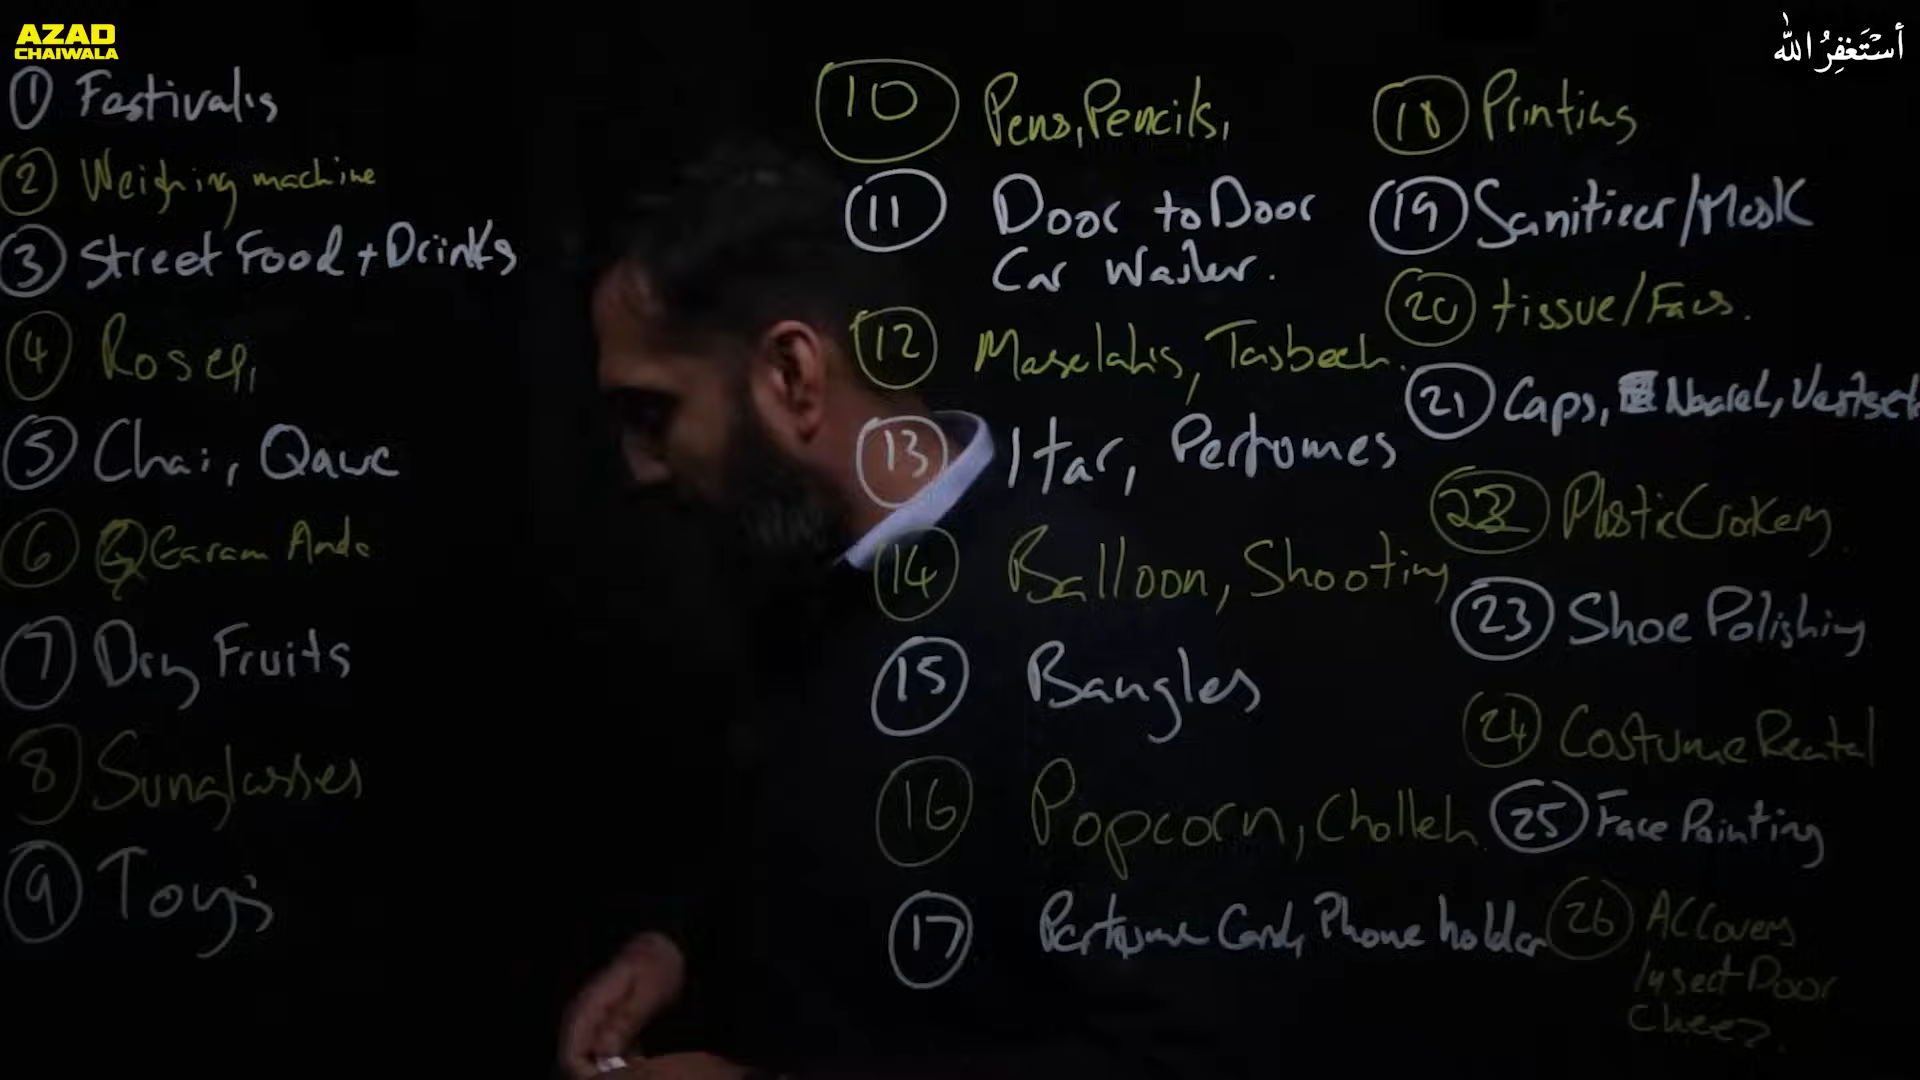 AZAD
CHAIWALA
أستغفر الله
1 Festivals
2 Weighing machine
3 Street Food + Drinks
4 Roses,
5 Chai, Qawe
6 Garam Anda
7 Dry Fruits
8 Sunglasses
9 Toys
10 Pens, Pencils,
11 Door to Door
Car Washer.
12 Tasbeeh.
13 Itar, Perfumes
14 Balloon, Shooting
15 Bangles
16 Popcorn, Cholleh
17 Perfume Card, Phone holder
18 Printing
19 Sanitizer/Mask
20 tissue/Fans.
21 Caps,
22 Plastic Crokery
23 Shoe Polishing
24 Costume Rental
25 Face Painting
26 AC Covers
Insect Door